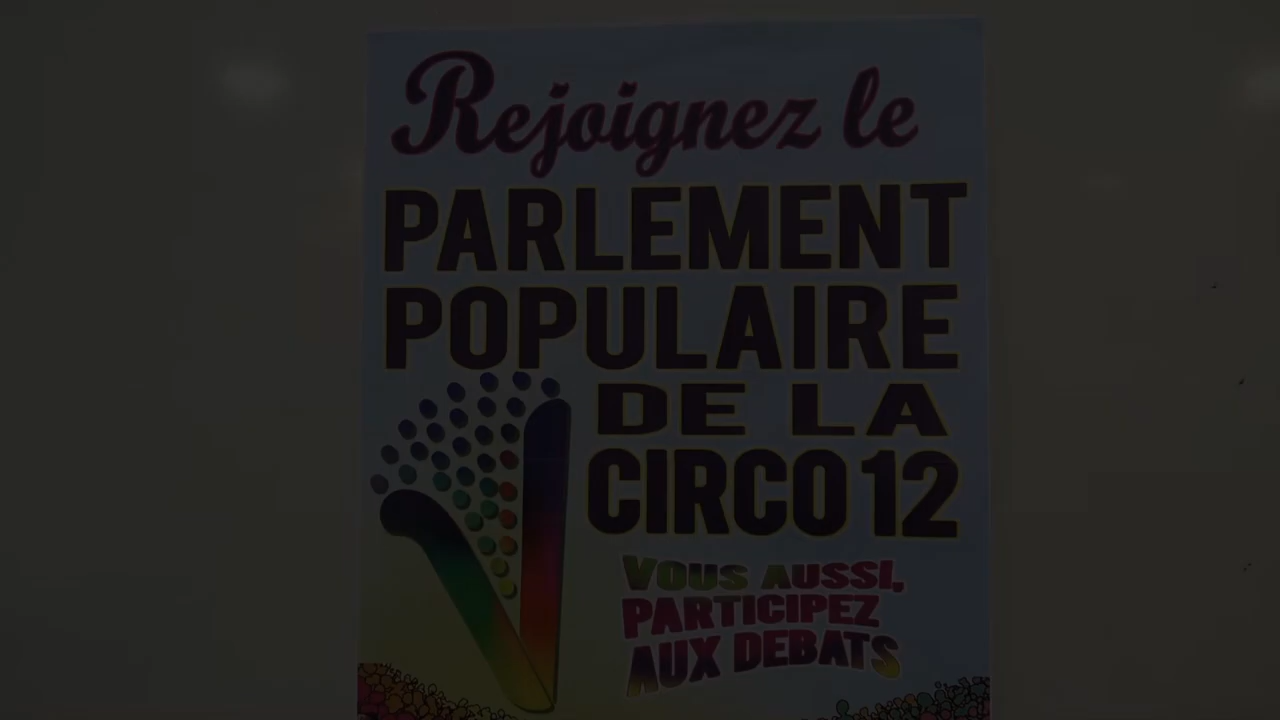 Rejoignez le
PARLEMENT
POPULAIRE
DE LA
CIRCO 12
VOUS AUSSI,
PARTICIPEZ
AUX DEBATS